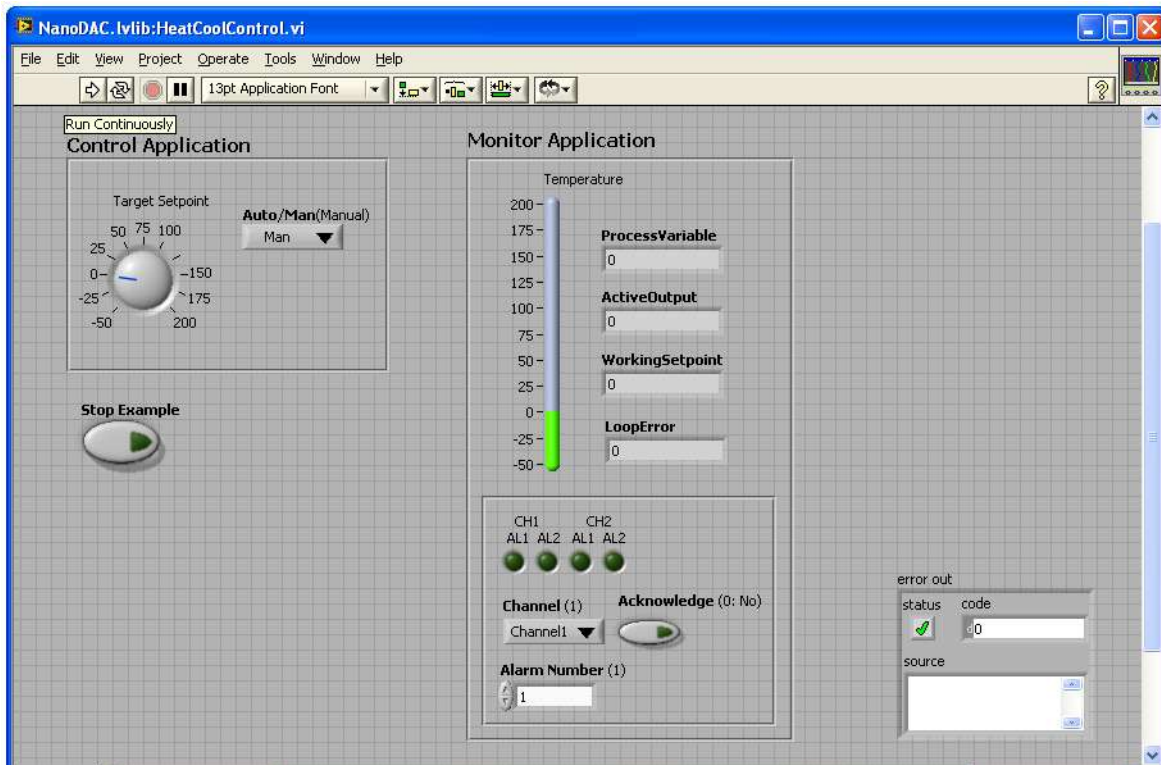 NanoDAC.lvlib:HeatCoolControl.vi
File Edit View Project Operate Tools Window Help
13pt Application Font
?
Run Continuously
Control Application
Target Setpoint
50 75 100
25
0
-25
-50
150
175
200
Auto/Man(Manual)
Man
Stop Example
Monitor Application
Temperature
200
175
150
125
100
75
50
25
0
-25
-50
ProcessVariable
0
ActiveOutput
0
WorkingSetpoint
0
LoopError
0
CH1 CH2
AL1 AL2 AL1 AL2
Channel (1)
Channel1
Acknowledge (0: No)
Alarm Number (1)
1
error out
status code
0
source